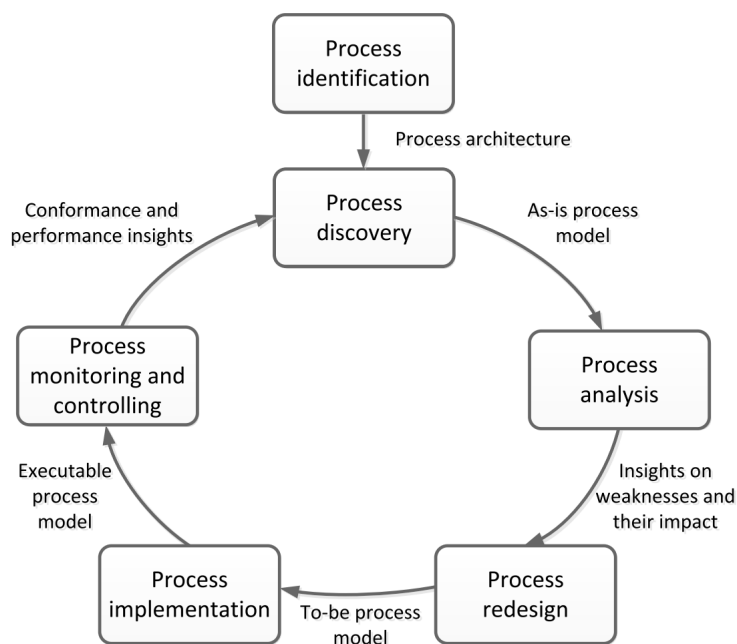 Process
identification
Process architecture
Process
discovery
As-is process
model
Process
analysis
Insights on
weaknesses and
their impact
Process
redesign
To-be process
model
Process
implementation
Executable
process
model
Process
monitoring and
controlling
Conformance and
performance insights